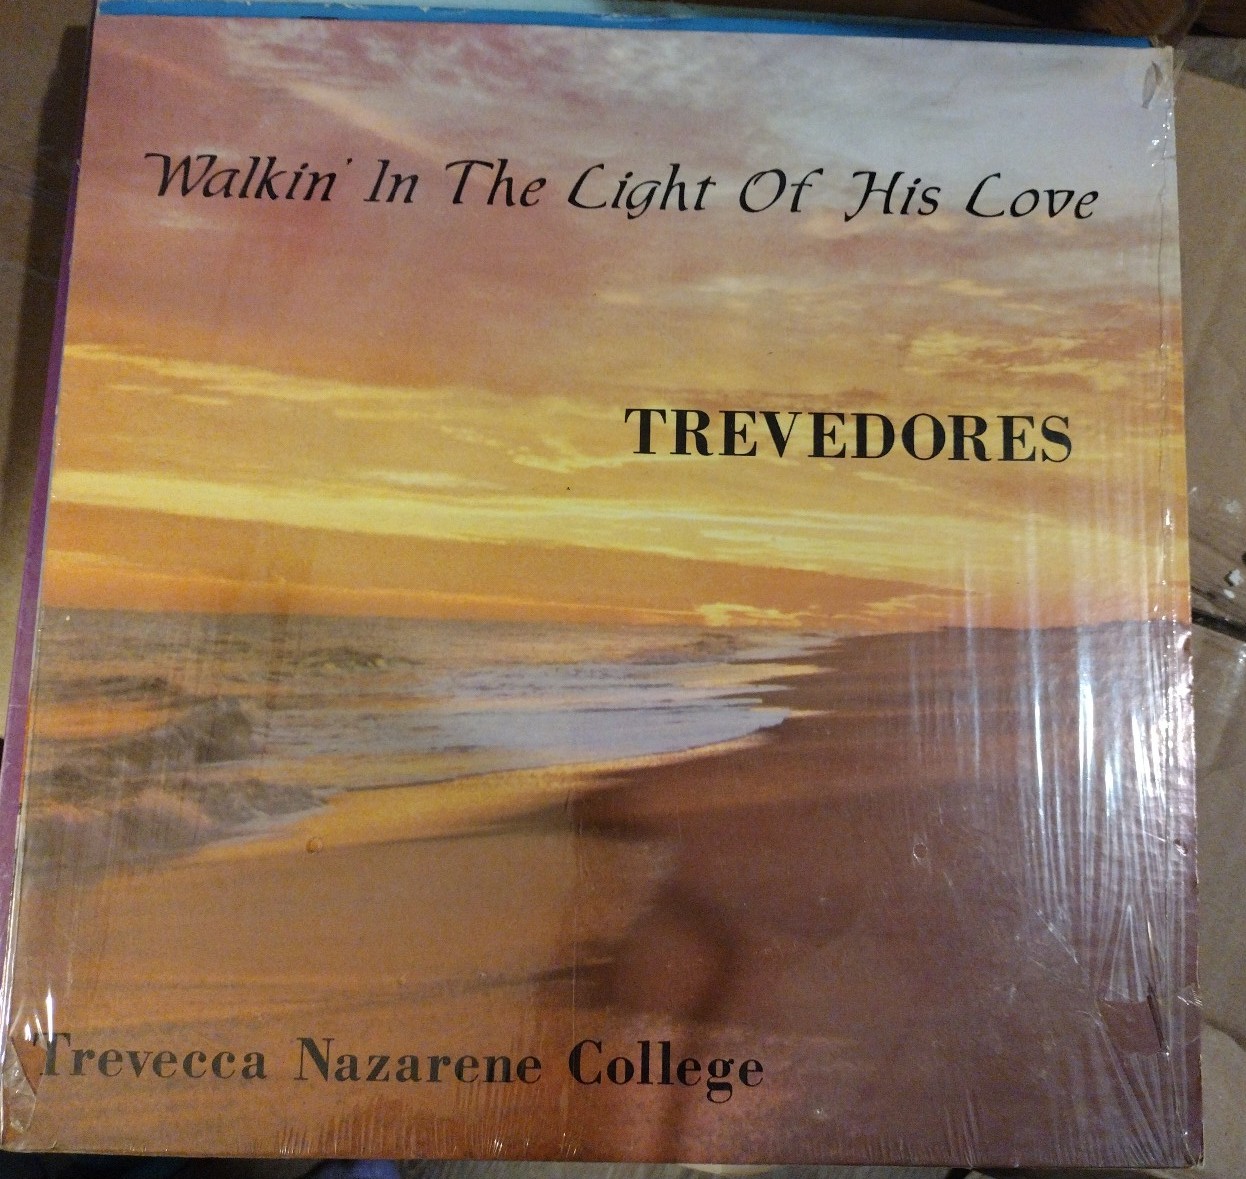 Walkin' In The Light Of His Love
TREVEDORES
Trevecca Nazarene College